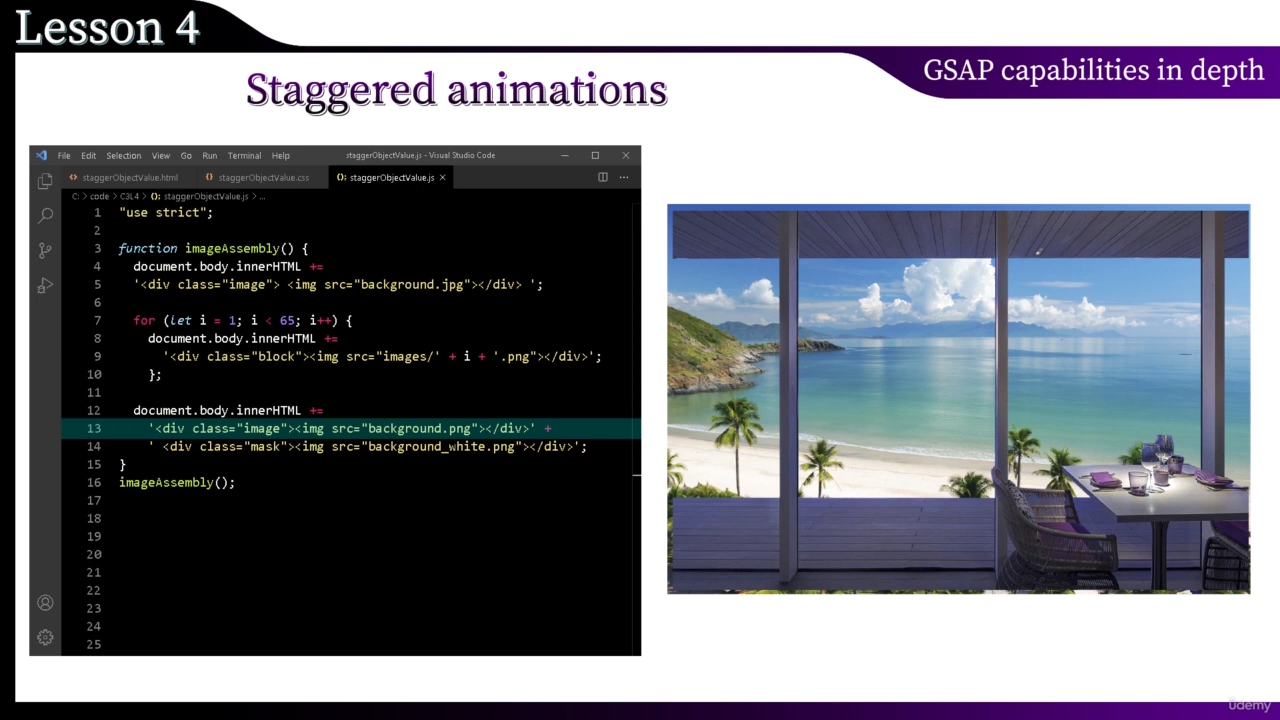 Lesson 4
GSAP capabilities in depth
Staggered animations
File Edit Selection View Go Run Terminal Help staggerObjectValue.js - Visual Studio Code
staggerObjectValue.html staggerObjectValue.css staggerObjectValue.js
C: > code > C3L4 > staggerObjectValue.js > ...
1 "use strict";
2
3 function imageAssembly() {
4 document.body.innerHTML +=
5 '<div class="image"> <img src="background.jpg"></div> ';
6
7 for (let i = 1; i < 65; i++) {
8 document.body.innerHTML +=
9 '<div class="block"><img src="images/' + i + '.png"></div>';
10 };
11
12 document.body.innerHTML +=
13 '<div class="image"><img src="background.png"></div>' +
14 ' <div class="mask"><img src="background_white.png"></div>';
15 }
16 imageAssembly();
17
18
19
20
21
22
23
24
25
ûdemy